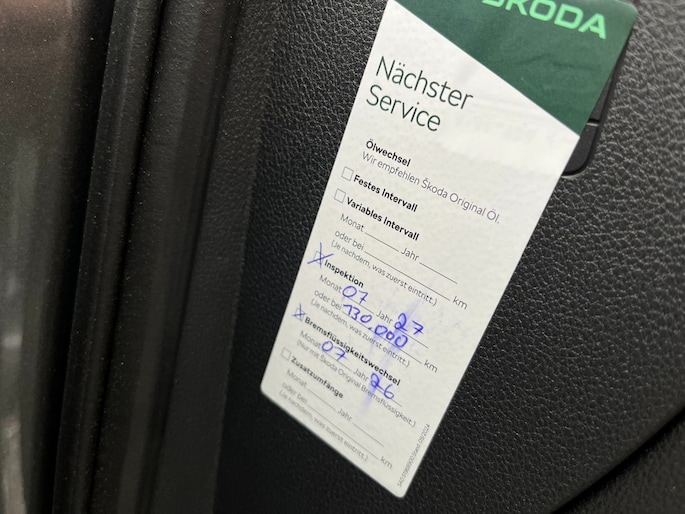 ŠKODA
Nächster
Service
Ölwechsel
Wir empfehlen Škoda Original Öl.
Festes Intervall
Variables Intervall
Monat Jahr
oder bei km
(Je nachdem, was zuerst eintritt.)
X Inspektion
Monat 07 Jahr 27
oder bei 130.000 km
(Je nachdem, was zuerst eintritt.)
X Bremsflüssigkeitswechsel
Monat 07 Jahr 26
(Nur mit Škoda Original Bremsflüssigkeit.)
Zusatzumfänge
Monat Jahr
oder bei km
(Je nachdem, was zuerst eintritt.)